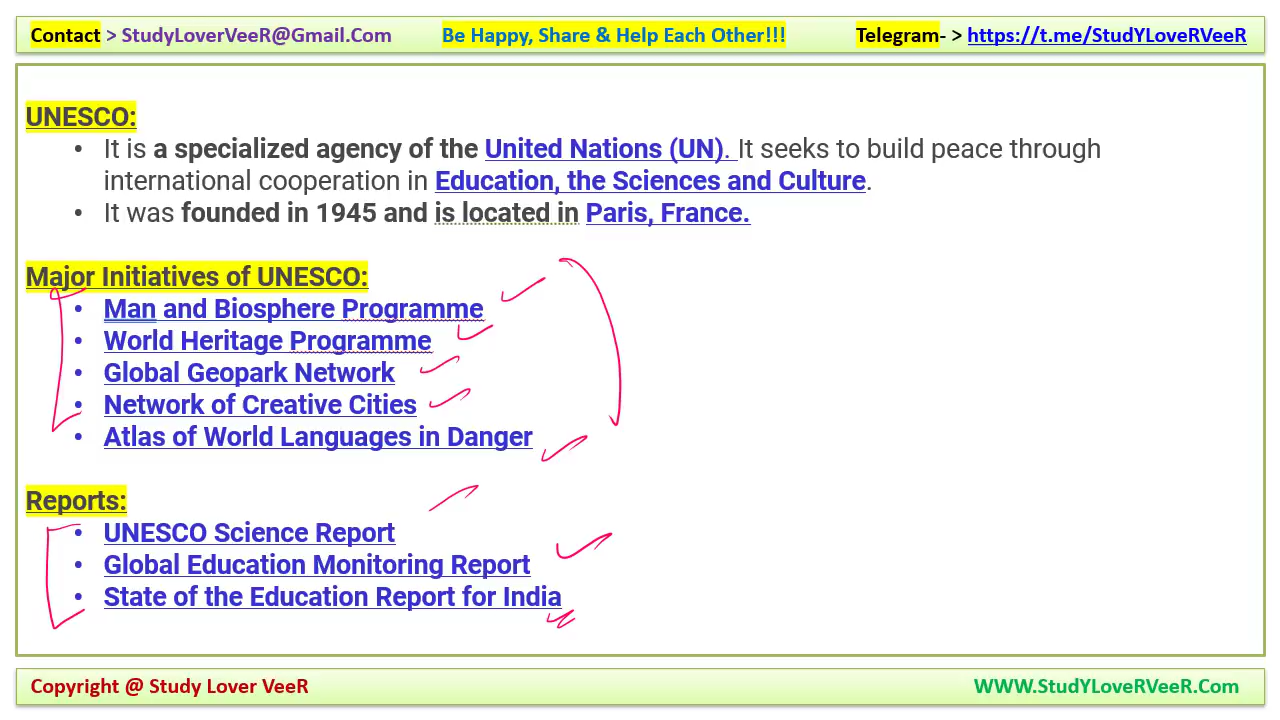 Contact > StudyLoverVeeR@Gmail.Com Be Happy, Share & Help Each Other!!! Telegram- > https://t.me/StudYLoveRVeeR
UNESCO:
• It is a specialized agency of the United Nations (UN). It seeks to build peace through
international cooperation in Education, the Sciences and Culture.
• It was founded in 1945 and is located in Paris, France.
Major Initiatives of UNESCO:
• Man and Biosphere Programme
• World Heritage Programme
• Global Geopark Network
• Network of Creative Cities
• Atlas of World Languages in Danger
Reports:
• UNESCO Science Report
• Global Education Monitoring Report
• State of the Education Report for India
Copyright @ Study Lover VeeR WWW.StudYLoveRVeeR.Com